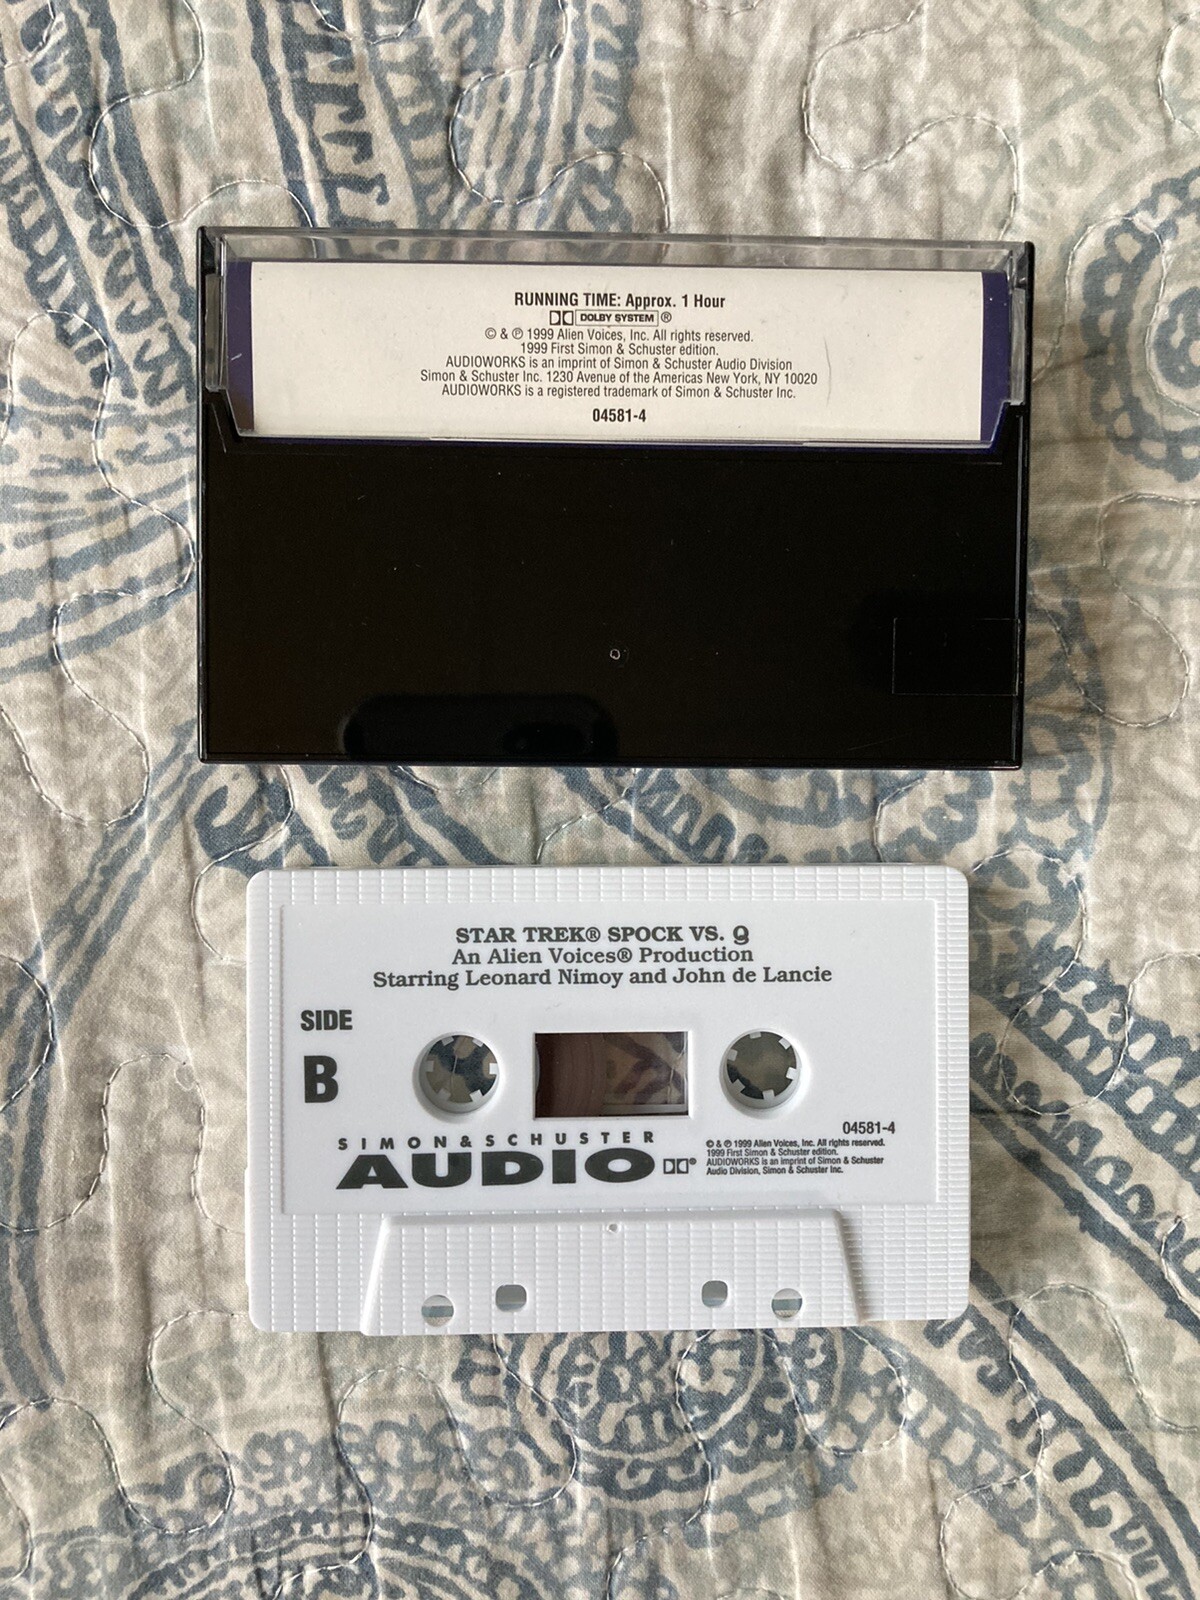 RUNNING TIME: Approx. 1 Hour
DOLBY SYSTEM ®
© & ℗ 1999 Alien Voices, Inc. All rights reserved.
1999 First Simon & Schuster edition.
AUDIOWORKS is an imprint of Simon & Schuster Audio Division
Simon & Schuster Inc. 1230 Avenue of the Americas New York, NY 10020
AUDIOWORKS is a registered trademark of Simon & Schuster Inc.
04581-4
STAR TREK® SPOCK VS. Q
An Alien Voices® Production
Starring Leonard Nimoy and John de Lancie
SIDE
B
SIMON & SCHUSTER
AUDIO
04581-4
© & ℗ 1999 Alien Voices, Inc. All rights reserved.
1999 First Simon & Schuster edition.
AUDIOWORKS is an imprint of Simon & Schuster
Audio Division, Simon & Schuster Inc.